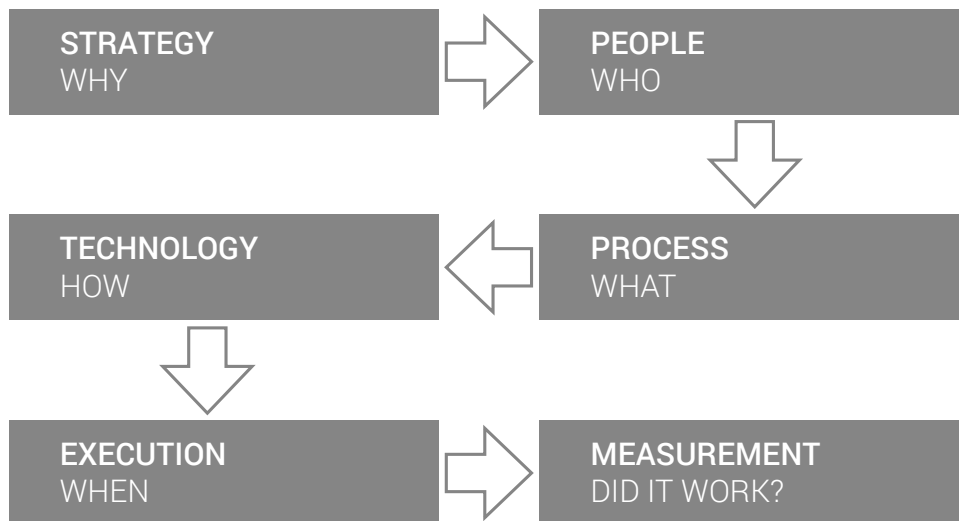 STRATEGY
WHY
PEOPLE
WHO
PROCESS
WHAT
TECHNOLOGY
HOW
EXECUTION
WHEN
MEASUREMENT
DID IT WORK?